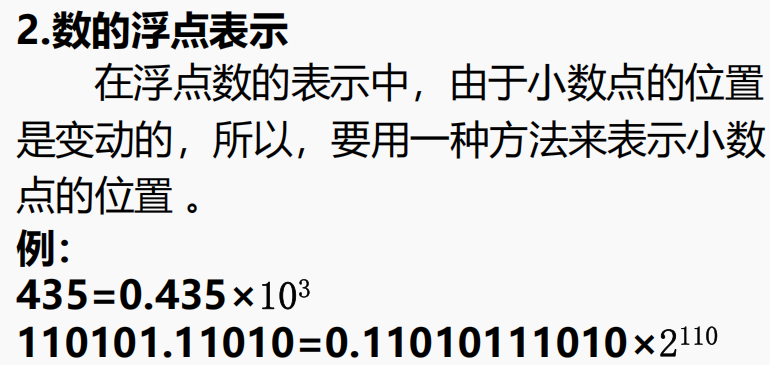 2.数的浮点表示
在浮点数的表示中，由于小数点的位置
是变动的，所以，要用一种方法来表示小数
点的位置 。
例：
435=0.435×10³
110101.11010=0.11010111010×2¹¹⁰